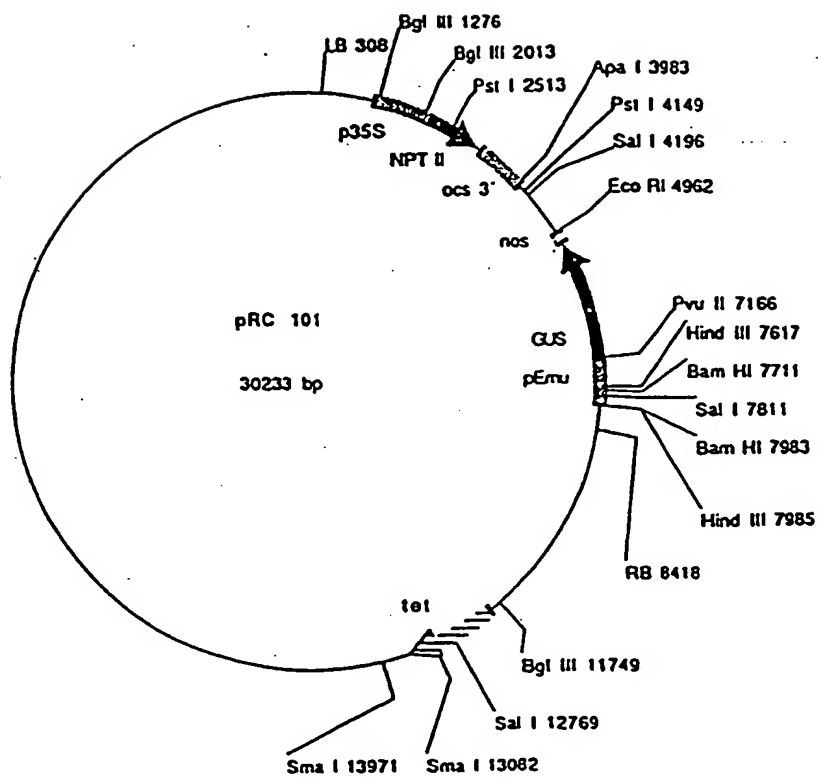 LB 308
Bgl III 1276
Bgl III 2013
Pst I 2513
Apa I 3983
Pst I 4149
Sal I 4196
Eco RI 4962
p35S
NPT II
ocs 3'
nos
GUS
pEmu
pRC 101
30233 bp
Pvu II 7166
Hind III 7617
Bam HI 7711
Sal I 7811
Bam HI 7983
Hind III 7985
RB 8418
tet
Bgl III 11749
Sal I 12769
Sma I 13082
Sma I 13971